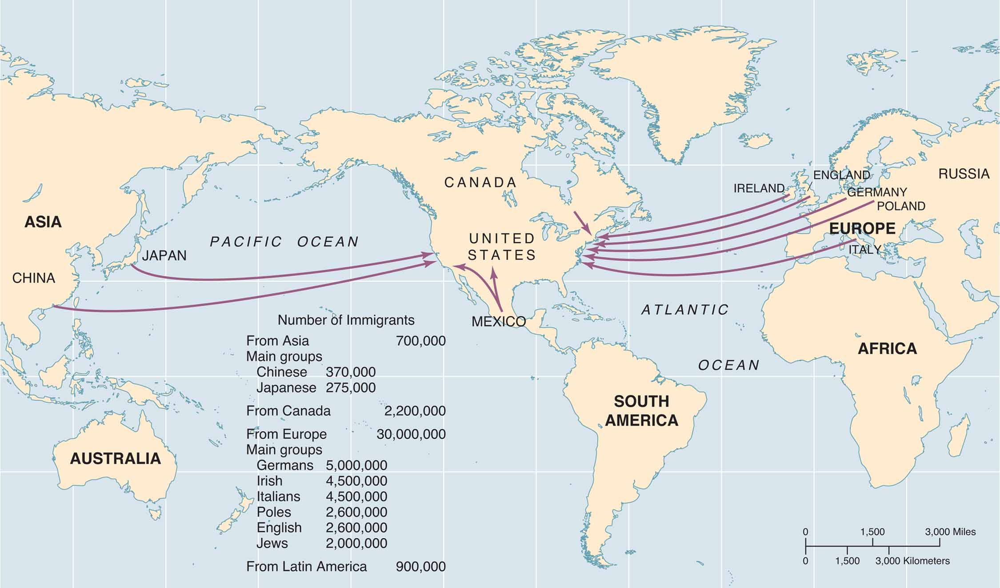 CANADA
ENGLAND
RUSSIA
IRELAND
GERMANY
POLAND
ASIA
EUROPE
PACIFIC OCEAN
UNITED
STATES
ITALY
JAPAN
CHINA
ATLANTIC
OCEAN
MEXICO
AFRICA
SOUTH
AMERICA
AUSTRALIA
Number of Immigrants
From Asia 700,000
Main groups
Chinese 370,000
Japanese 275,000
From Canada 2,200,000
From Europe 30,000,000
Main groups
Germans 5,000,000
Irish 4,500,000
Italians 4,500,000
Poles 2,600,000
English 2,600,000
Jews 2,000,000
From Latin America 900,000
0 1,500 3,000 Miles
0 1,500 3,000 Kilometers